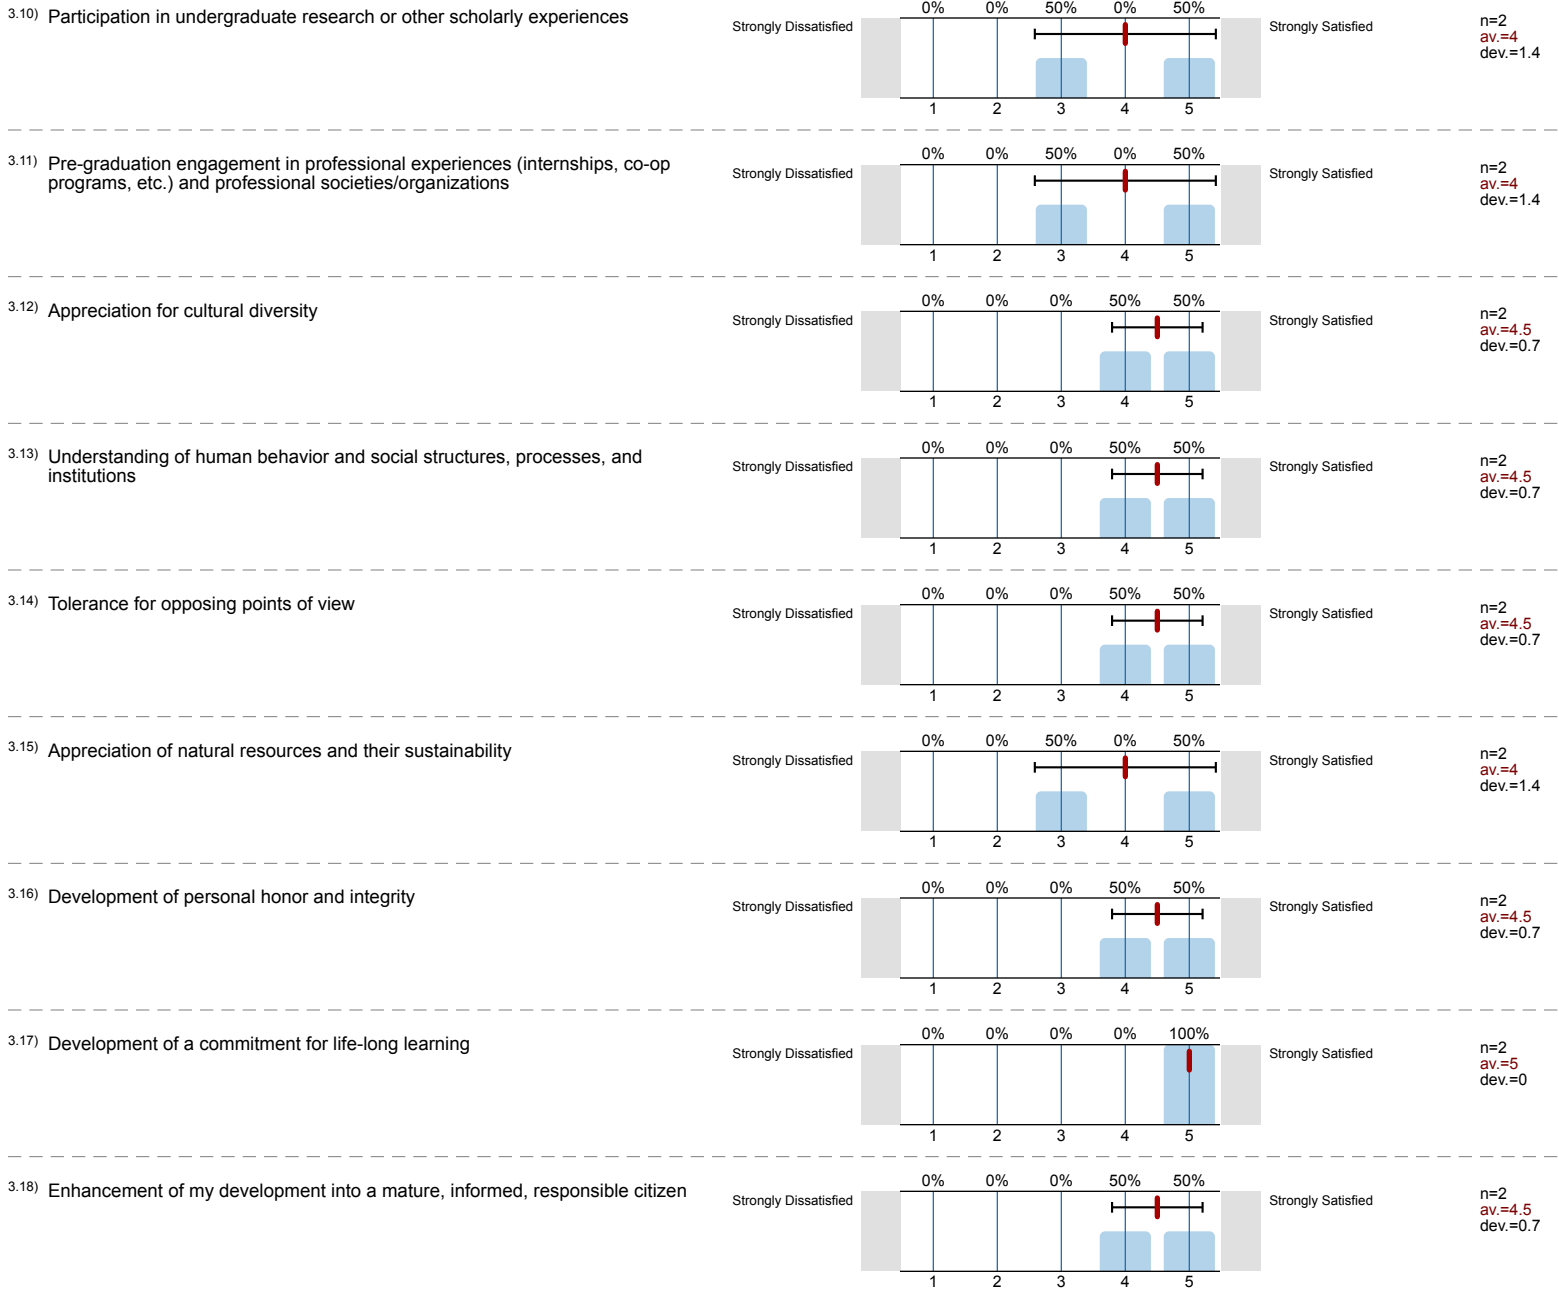 3.10) Participation in undergraduate research or other scholarly experiences
0% 0% 50% 0% 50%
Strongly Dissatisfied Strongly Satisfied
n=2
av.=4
dev.=1.4
1 2 3 4 5
3.11) Pre-graduation engagement in professional experiences (internships, co-op
programs, etc.) and professional societies/organizations
0% 0% 50% 0% 50%
Strongly Dissatisfied Strongly Satisfied
n=2
av.=4
dev.=1.4
1 2 3 4 5
3.12) Appreciation for cultural diversity
0% 0% 0% 50% 50%
Strongly Dissatisfied Strongly Satisfied
n=2
av.=4.5
dev.=0.7
1 2 3 4 5
3.13) Understanding of human behavior and social structures, processes, and
institutions
0% 0% 0% 50% 50%
Strongly Dissatisfied Strongly Satisfied
n=2
av.=4.5
dev.=0.7
1 2 3 4 5
3.14) Tolerance for opposing points of view
0% 0% 0% 50% 50%
Strongly Dissatisfied Strongly Satisfied
n=2
av.=4.5
dev.=0.7
1 2 3 4 5
3.15) Appreciation of natural resources and their sustainability
0% 0% 50% 0% 50%
Strongly Dissatisfied Strongly Satisfied
n=2
av.=4
dev.=1.4
1 2 3 4 5
3.16) Development of personal honor and integrity
0% 0% 0% 50% 50%
Strongly Dissatisfied Strongly Satisfied
n=2
av.=4.5
dev.=0.7
1 2 3 4 5
3.17) Development of a commitment for life-long learning
0% 0% 0% 0% 100%
Strongly Dissatisfied Strongly Satisfied
n=2
av.=5
dev.=0
1 2 3 4 5
3.18) Enhancement of my development into a mature, informed, responsible citizen
0% 0% 0% 50% 50%
Strongly Dissatisfied Strongly Satisfied
n=2
av.=4.5
dev.=0.7
1 2 3 4 5